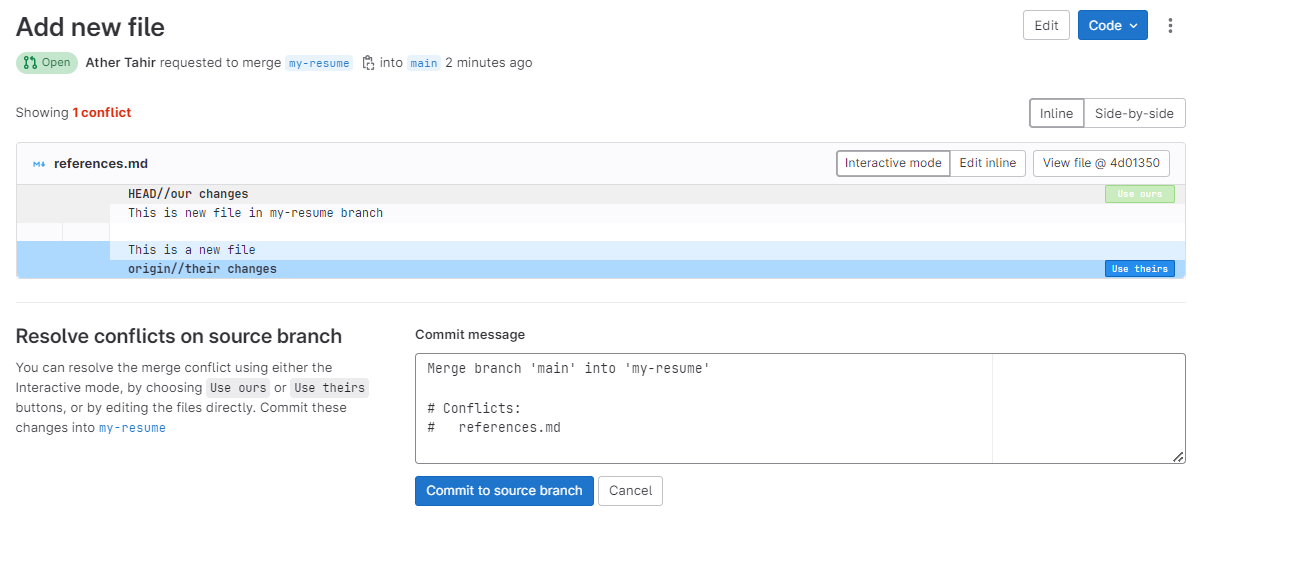 Add new file
Edit
Code
Open Ather Tahir requested to merge my-resume into main 2 minutes ago
Showing 1 conflict
Inline Side-by-side
references.md
Interactive mode Edit inline View file @ 4d01350
HEAD//our changes
Use ours
This is new file in my-resume branch
This is a new file
origin//their changes
Use theirs
Resolve conflicts on source branch
You can resolve the merge conflict using either the
Interactive mode, by choosing Use ours or Use theirs
buttons, or by editing the files directly. Commit these
changes into my-resume
Commit message
Merge branch 'main' into 'my-resume'
# Conflicts:
#   references.md
Commit to source branch Cancel